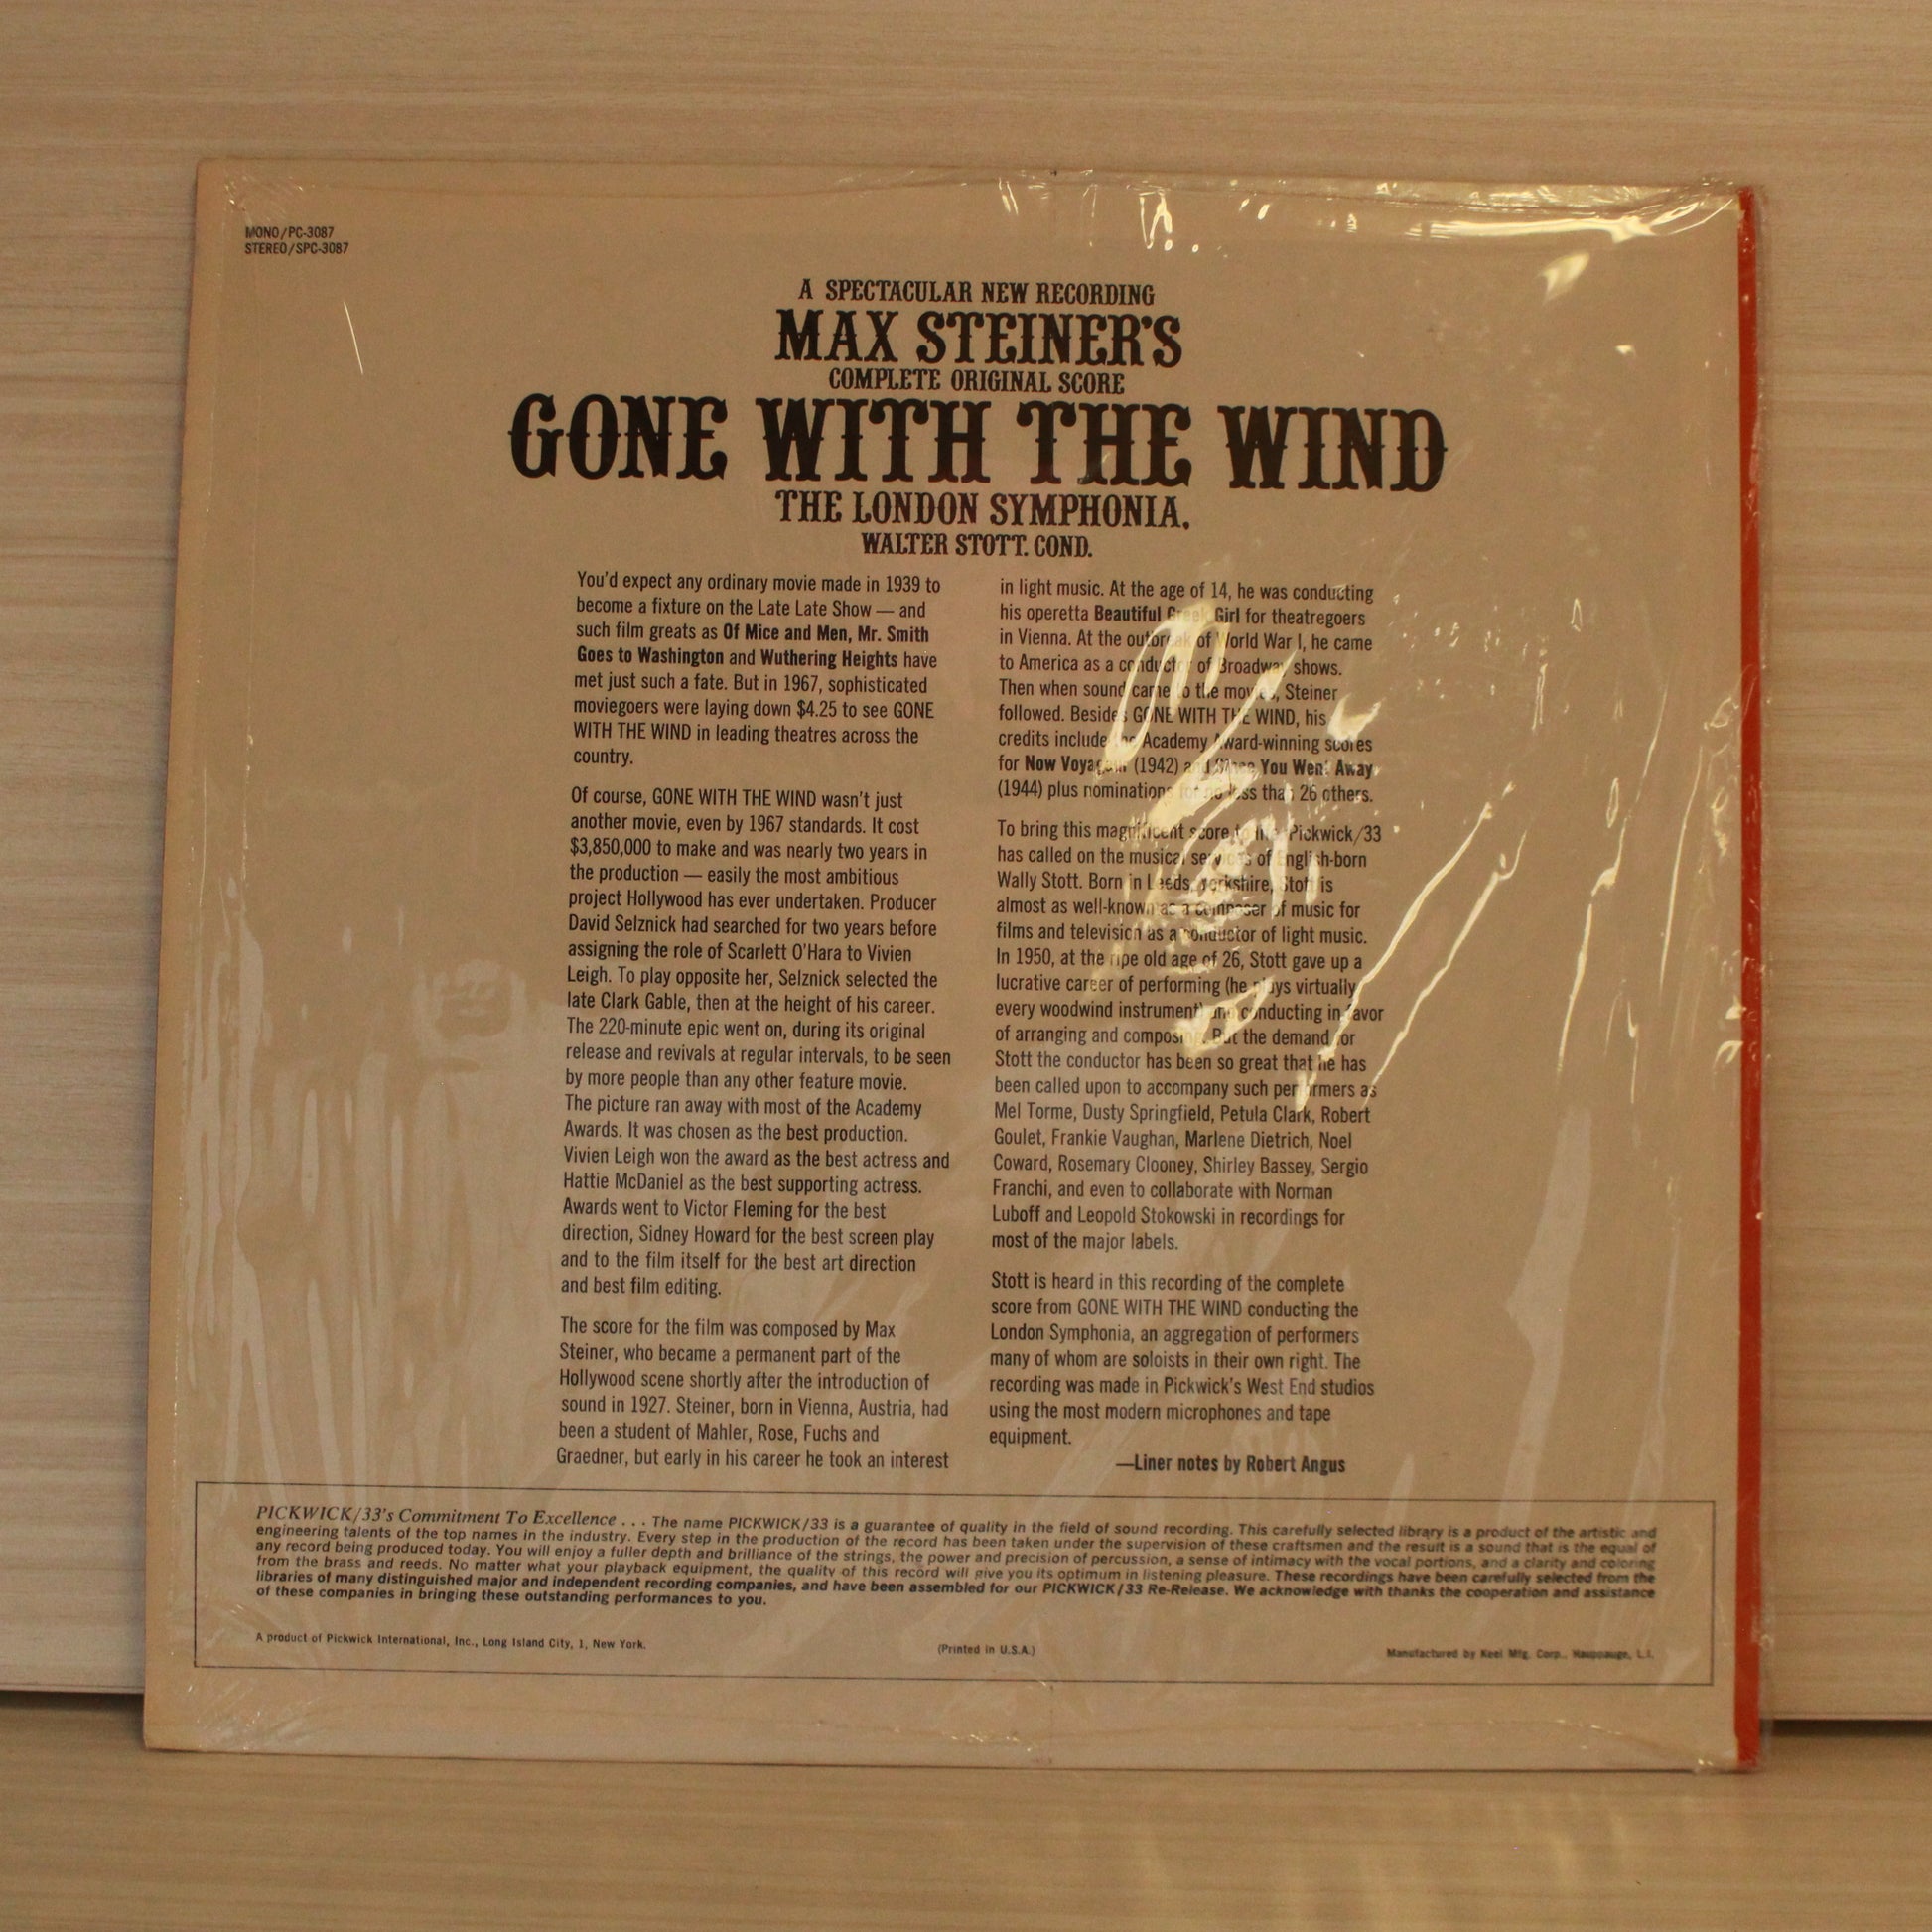 MONO/PC-3087
STEREO/SPC-3087
A SPECTACULAR NEW RECORDING
MAX STEINER'S
COMPLETE ORIGINAL SCORE
GONE WITH THE WIND
THE LONDON SYMPHONIA,
WALTER STOTT. COND.
You'd expect any ordinary movie made in 1939 to
become a fixture on the Late Late Show — and
such film greats as Of Mice and Men, Mr. Smith
Goes to Washington and Wuthering Heights have
met just such a fate. But in 1967, sophisticated
moviegoers were laying down $4.25 to see GONE
WITH THE WIND in leading theatres across the
country.
Of course, GONE WITH THE WIND wasn't just
another movie, even by 1967 standards. It cost
$3,850,000 to make and was nearly two years in
the production — easily the most ambitious
project Hollywood has ever undertaken. Producer
David Selznick had searched for two years before
assigning the role of Scarlett O'Hara to Vivien
Leigh. To play opposite her, Selznick selected the
late Clark Gable, then at the height of his career.
The 220-minute epic went on, during its original
release and revivals at regular intervals, to be seen
by more people than any other feature movie.
The picture ran away with most of the Academy
Awards. It was chosen as the best production.
Vivien Leigh won the award as the best actress and
Hattie McDaniel as the best supporting actress.
Awards went to Victor Fleming for the best
direction, Sidney Howard for the best screen play
and to the film itself for the best art direction
and best film editing.
The score for the film was composed by Max
Steiner, who became a permanent part of the
Hollywood scene shortly after the introduction of
sound in 1927. Steiner, born in Vienna, Austria, had
been a student of Mahler, Rose, Fuchs and
Graedner, but early in his career he took an interest
in light music. At the age of 14, he was conducting
his operetta Beautiful Greek Girl for theatregoers
in Vienna. At the outbreak of World War I, he came
to America as a conductor of Broadway shows.
Then when sound came to the movies, Steiner
followed. Besides GONE WITH THE WIND, his
credits include the Academy Award-winning scores
for Now Voyager (1942) and Since You Went Away
(1944) plus nominations for no less than 26 others.
To bring this magnificent score to life Pickwick/33
has called on the musical services of English-born
Wally Stott. Born in Leeds, Yorkshire, Stott is
almost as well-known as a composer of music for
films and television as a conductor of light music.
In 1950, at the ripe old age of 26, Stott gave up a
lucrative career of performing (he plays virtually
every woodwind instrument) and conducting in favor
of arranging and composing. But the demand for
Stott the conductor has been so great that he has
been called upon to accompany such performers as
Mel Torme, Dusty Springfield, Petula Clark, Robert
Goulet, Frankie Vaughan, Marlene Dietrich, Noel
Coward, Rosemary Clooney, Shirley Bassey, Sergio
Franchi, and even to collaborate with Norman
Luboff and Leopold Stokowski in recordings for
most of the major labels.
Stott is heard in this recording of the complete
score from GONE WITH THE WIND conducting the
London Symphonia, an aggregation of performers
many of whom are soloists in their own right. The
recording was made in Pickwick's West End studios
using the most modern microphones and tape
equipment.
—Liner notes by Robert Angus
PICKWICK/33's Commitment To Excellence . . . The name PICKWICK/33 is a guarantee of quality in the field of sound recording. This carefully selected library is a product of the artistic and
engineering talents of the top names in the industry. Every step in the production of the record has been taken under the supervision of these craftsmen and the result is a sound that is the equal of
any record being produced today. You will enjoy a fuller depth and brilliance of the strings, the power and precision of percussion, a sense of intimacy with the vocal portions, and a clarity and coloring
from the brass and reeds. No matter what your playback equipment, the quality of this record will give you its optimum in listening pleasure. These recordings have been carefully selected from the
libraries of many distinguished major and independent recording companies, and have been assembled for our PICKWICK/33 Re-Release. We acknowledge with thanks the cooperation and assistance
of these companies in bringing these outstanding performances to you.
A product of Pickwick International, Inc., Long Island City, 1, New York.
(Printed in U.S.A.)
Manufactured by Keel Mfg. Corp., Hauppauge, L.I.